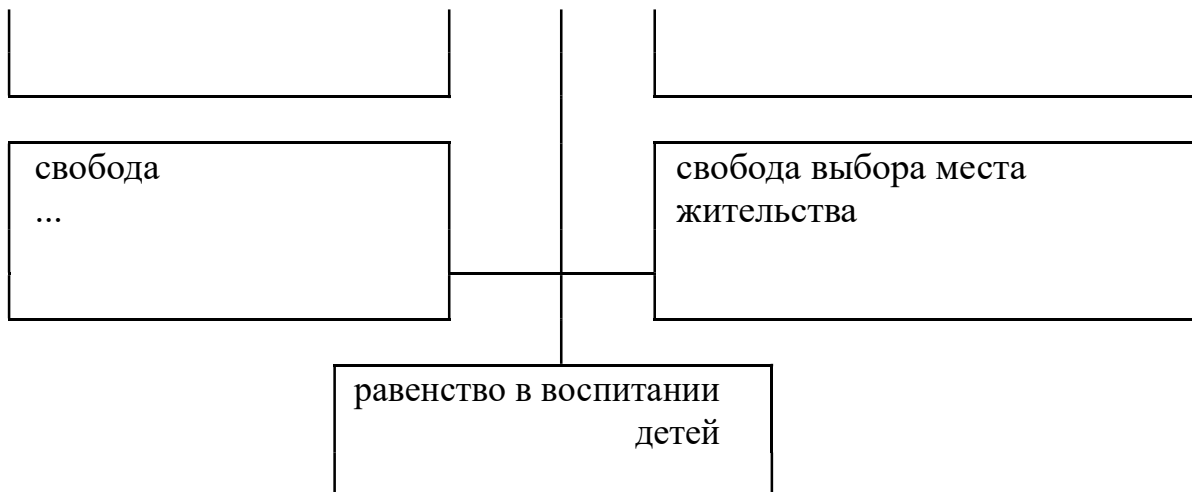 свобода
...
свобода выбора места
жительства
равенство в воспитании
детей